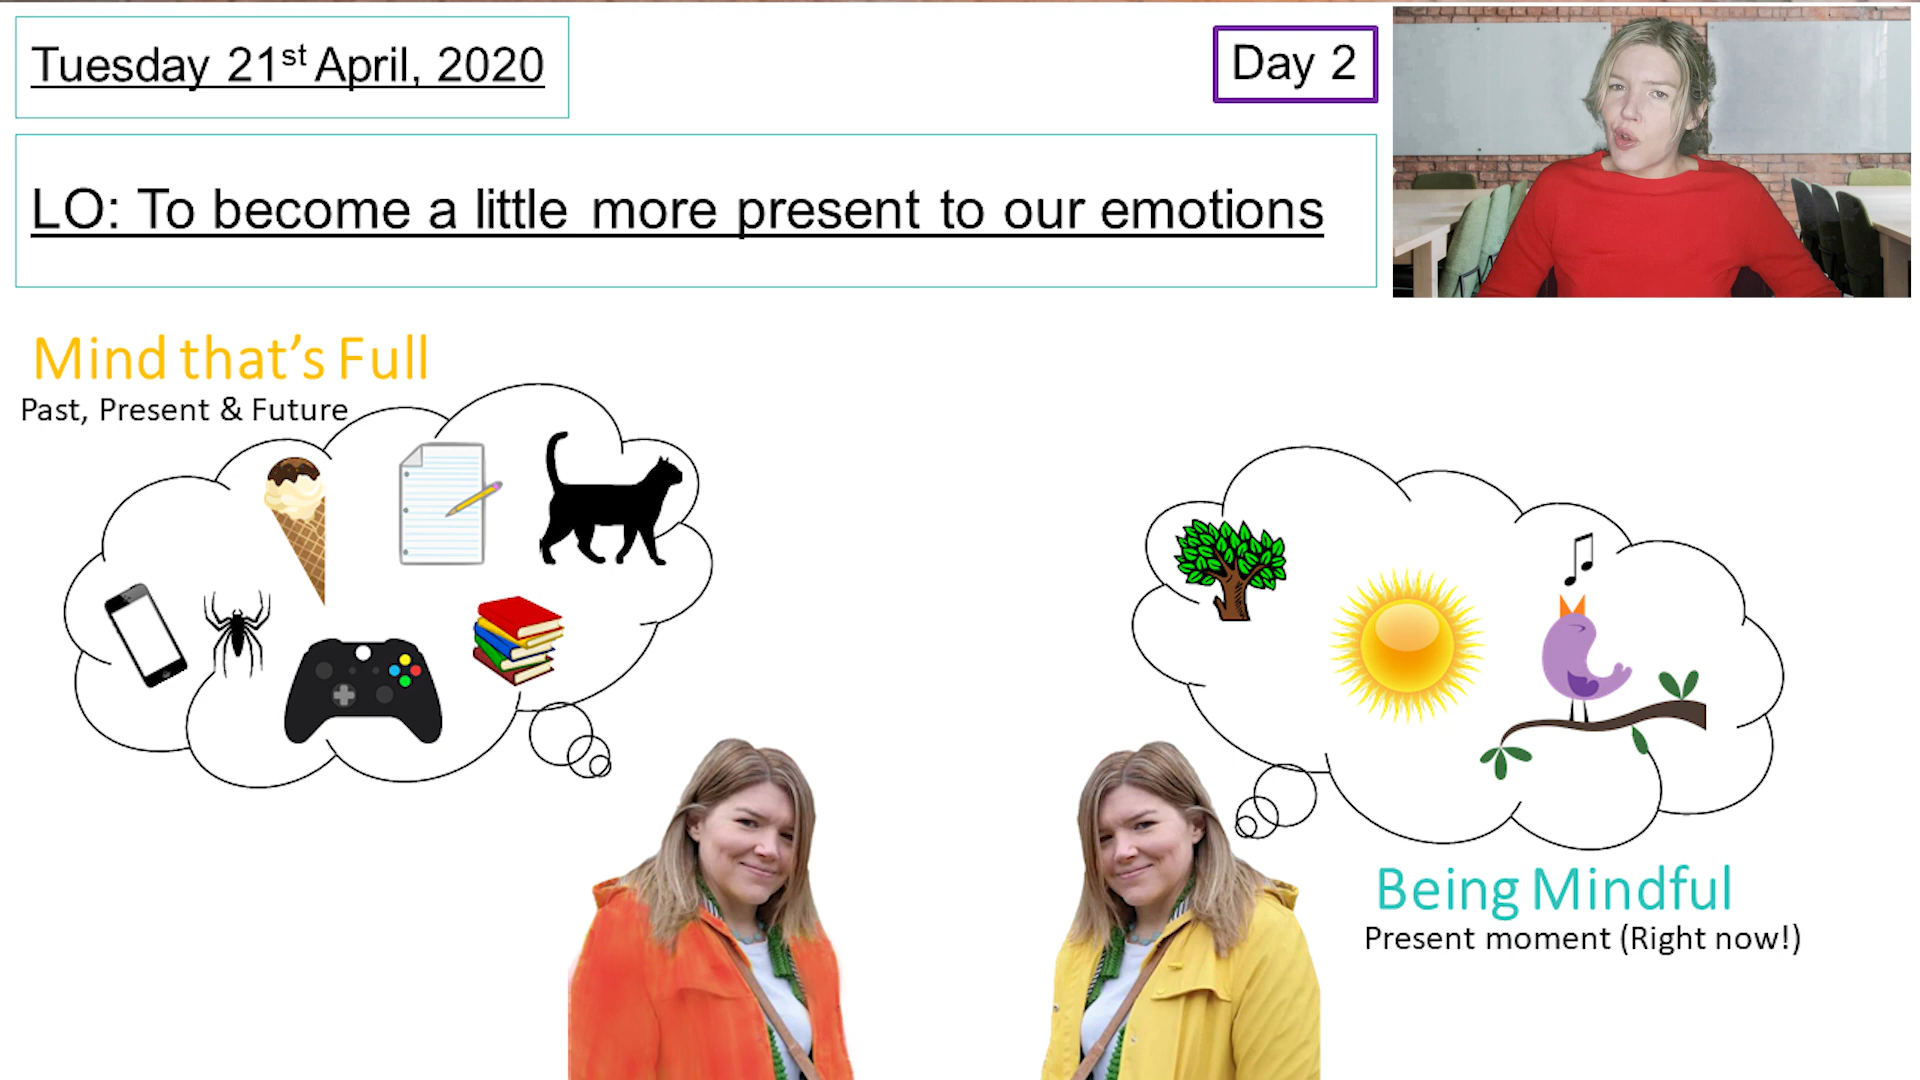 Tuesday 21st April, 2020
Day 2
LO: To become a little more present to our emotions
Mind that's Full
Past, Present & Future
Being Mindful
Present moment (Right now!)